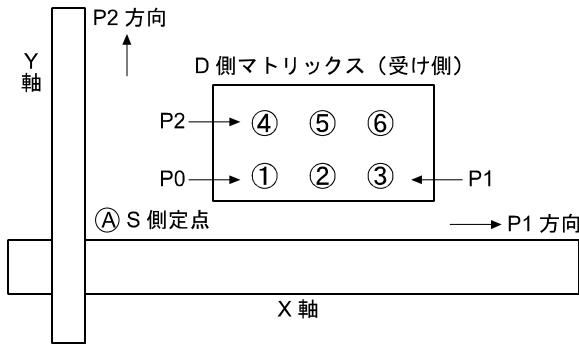 P2 方向
Y
軸
D 側マトリックス（受け側）
P2
④ ⑤ ⑥
P0
① ② ③
P1
Ⓐ S 側定点
P1 方向
X 軸